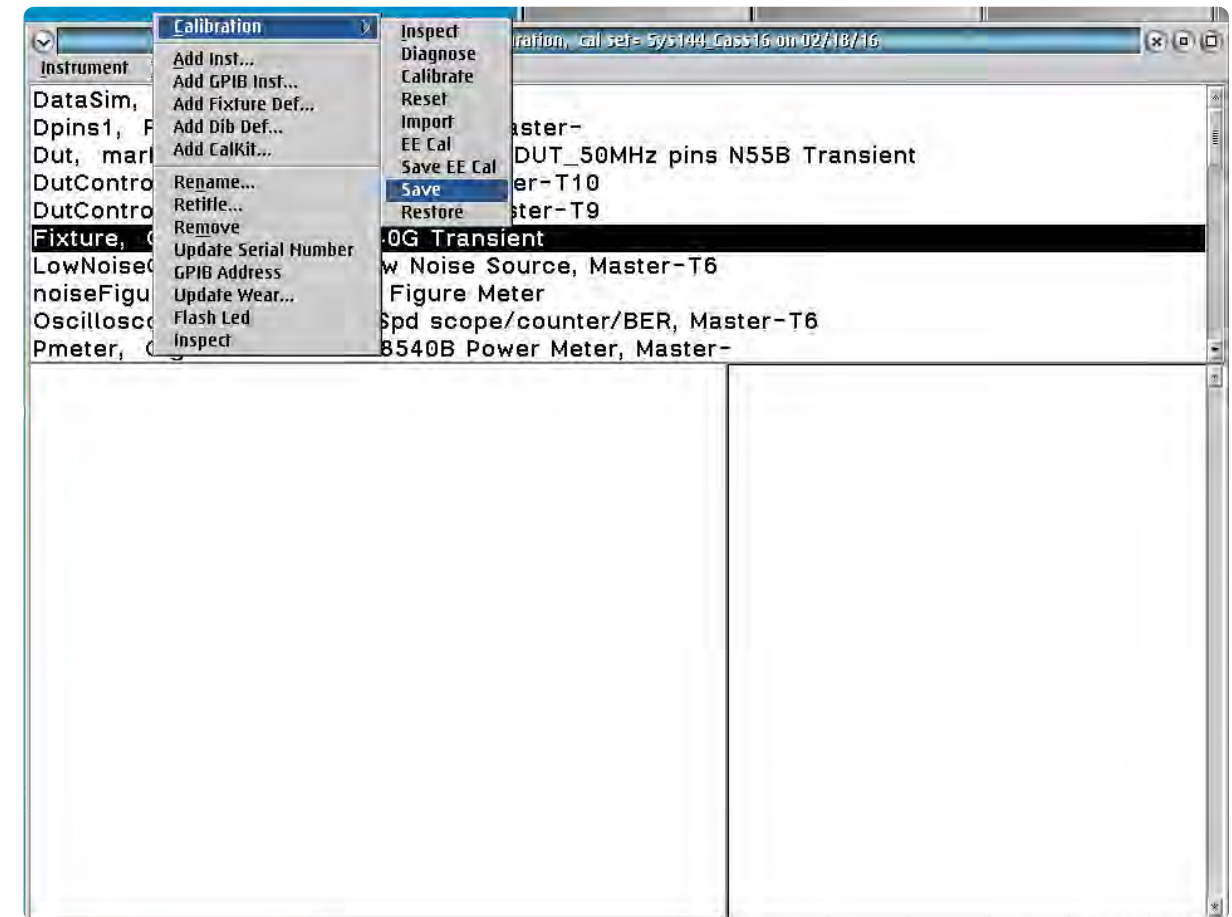 ration, cal set= Sys144_Cass16 on 02/18/16
Instrument
Calibration
Add Inst...
Add GPIB Inst...
Add Fixture Def...
Add Dib Def...
Add CalKit...
Rename...
Retitle...
Remove
Update Serial Number
GPIB Address
Update Wear...
Flash Led
Inspect
Inspect
Diagnose
Calibrate
Reset
Import
EE Cal
Save EE Cal
Save
Restore
DataSim,
Dpins1, F aster-
Dut, mar DUT_50MHz pins N55B Transient
DutContro er-T10
DutContro ster-T9
Fixture, 0G Transient
LowNoise w Noise Source, Master-T6
noiseFigu Figure Meter
Oscillosc Spd scope/counter/BER, Master-T6
Pmeter, 8540B Power Meter, Master-